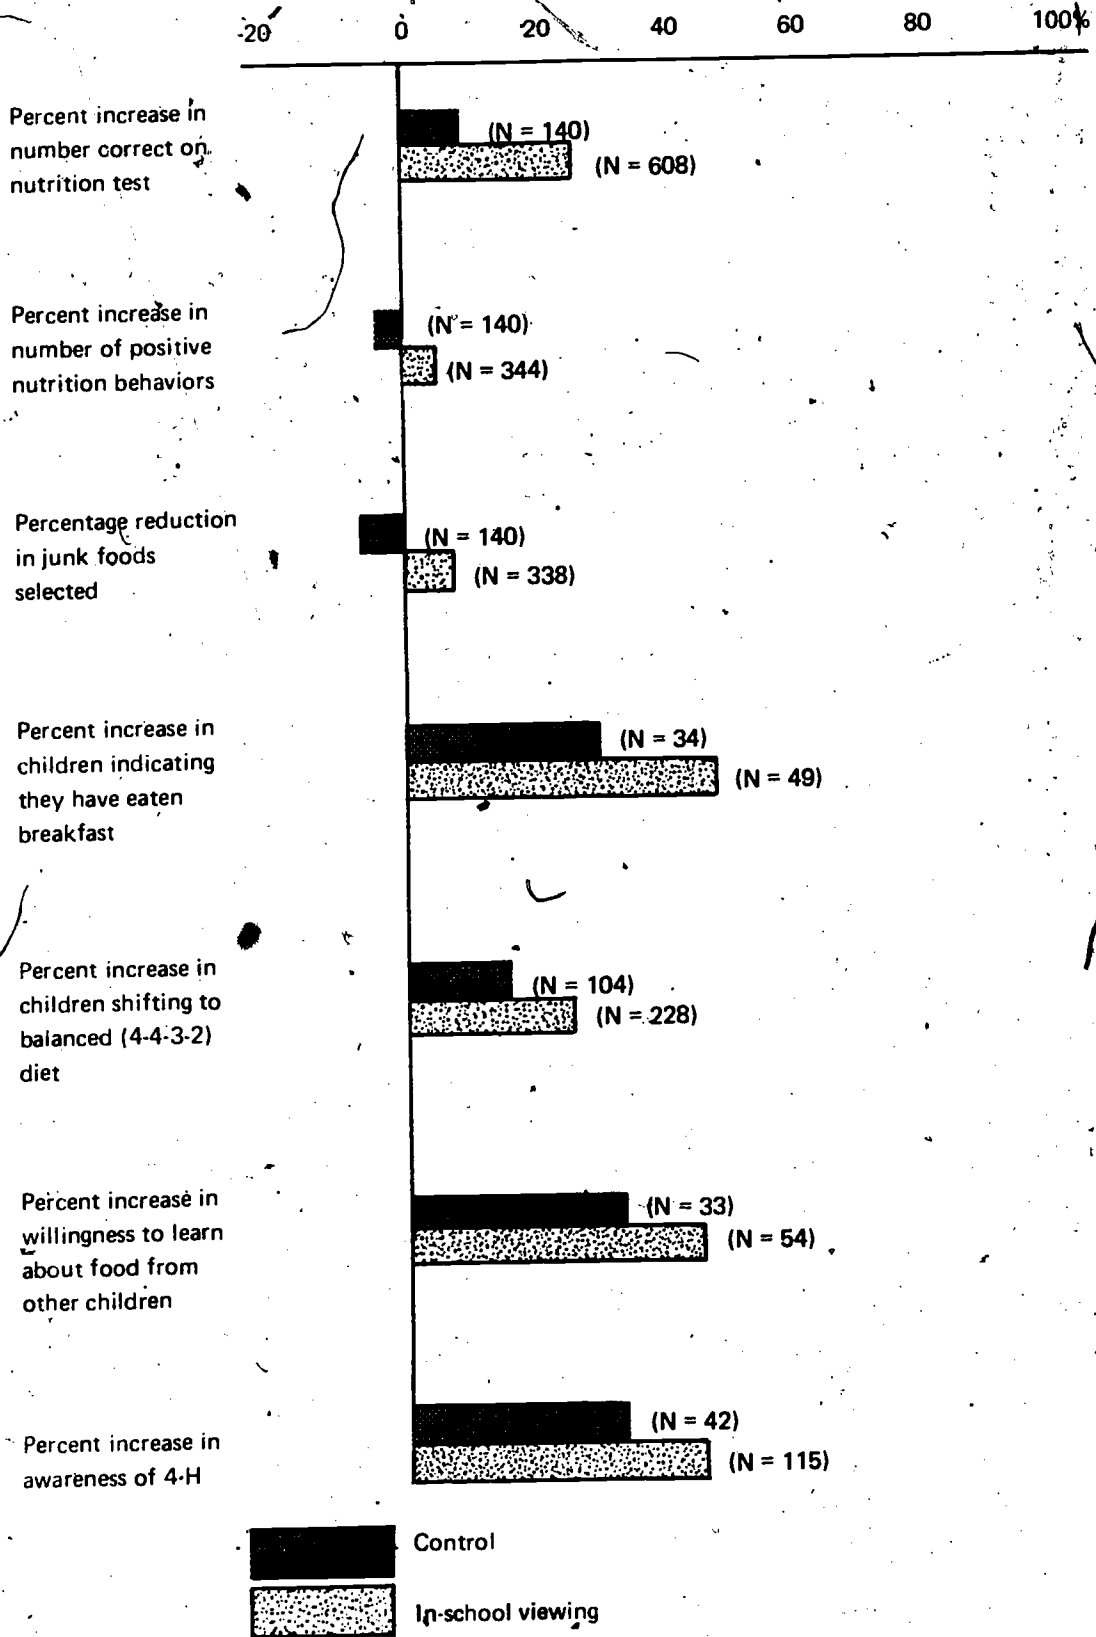 -20 0 20 40 60 80 100%
Percent increase in
number correct on
nutrition test
(N = 140)
(N = 608)
Percent increase in
number of positive
nutrition behaviors
(N = 140)
(N = 344)
Percentage reduction
in junk foods
selected
(N = 140)
(N = 338)
Percent increase in
children indicating
they have eaten
breakfast
(N = 34)
(N = 49)
Percent increase in
children shifting to
balanced (4-4-3-2)
diet
(N = 104)
(N = 228)
Percent increase in
willingness to learn
about food from
other children
(N = 33)
(N = 54)
Percent increase in
awareness of 4-H
(N = 42)
(N = 115)
Control
In-school viewing